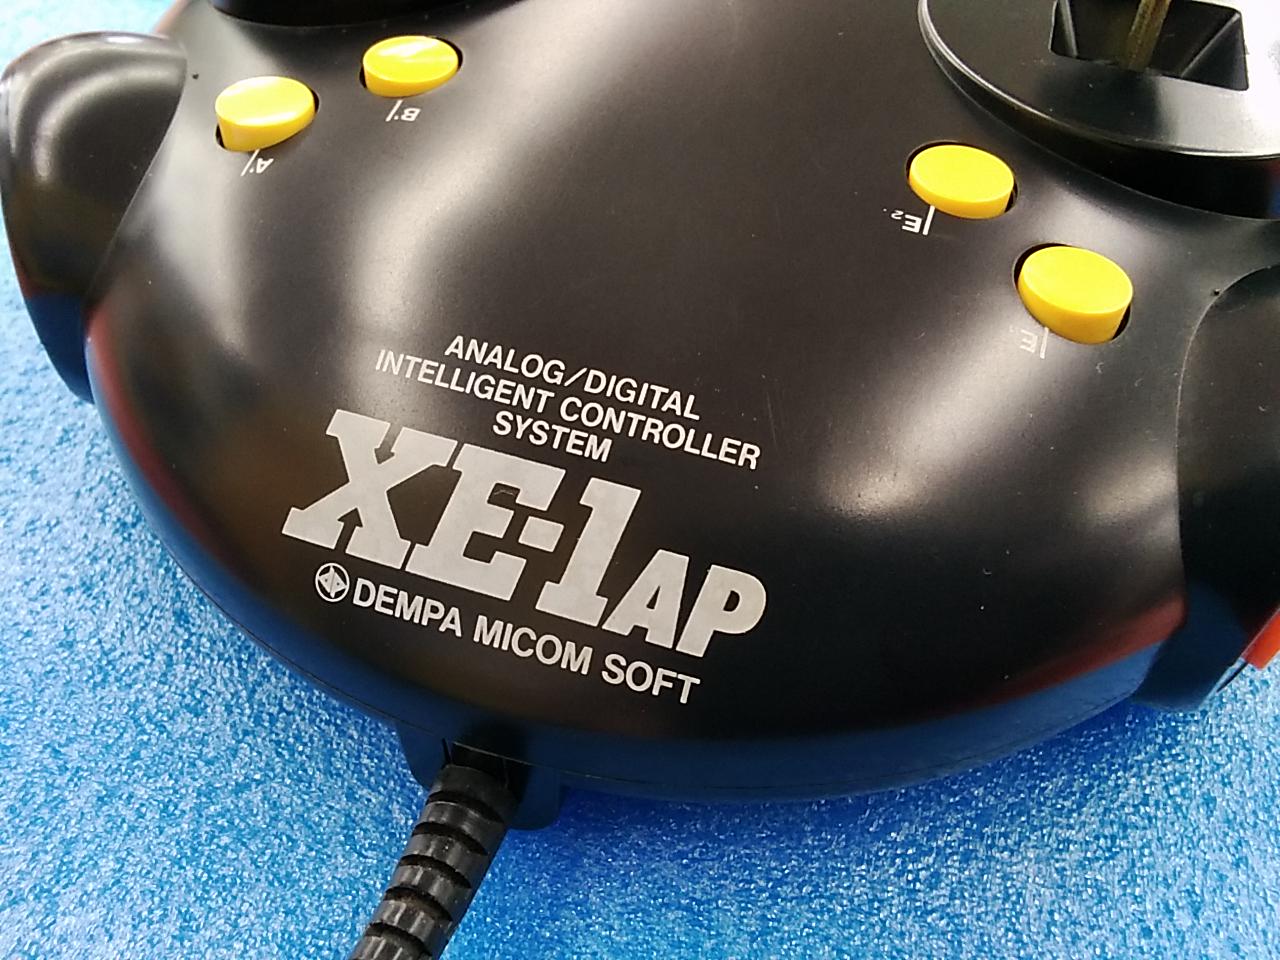 B'
A'
E2
E1
ANALOG/DIGITAL
INTELLIGENT CONTROLLER
SYSTEM
XE-1AP
DEMPA MICOM SOFT